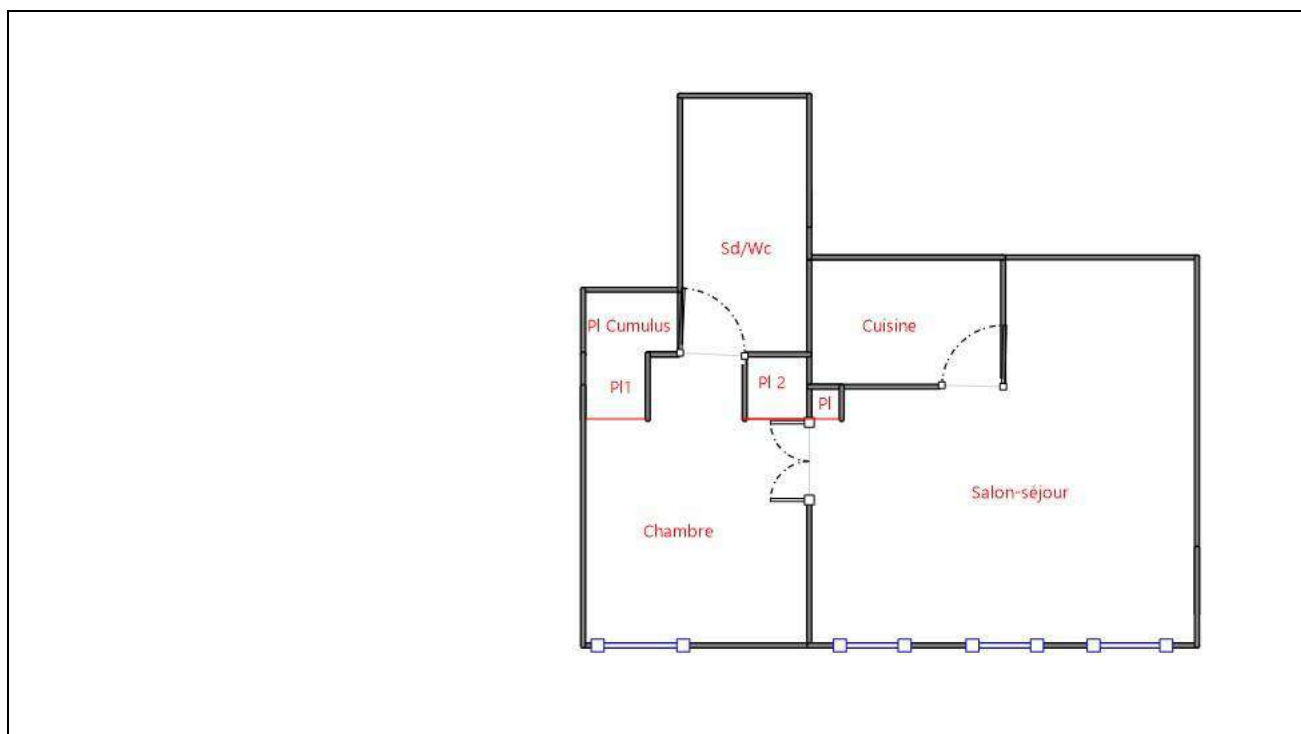 Sd/Wc
Pl Cumulus
Cuisine
Pl1
Pl 2
Pl
Salon-séjour
Chambre